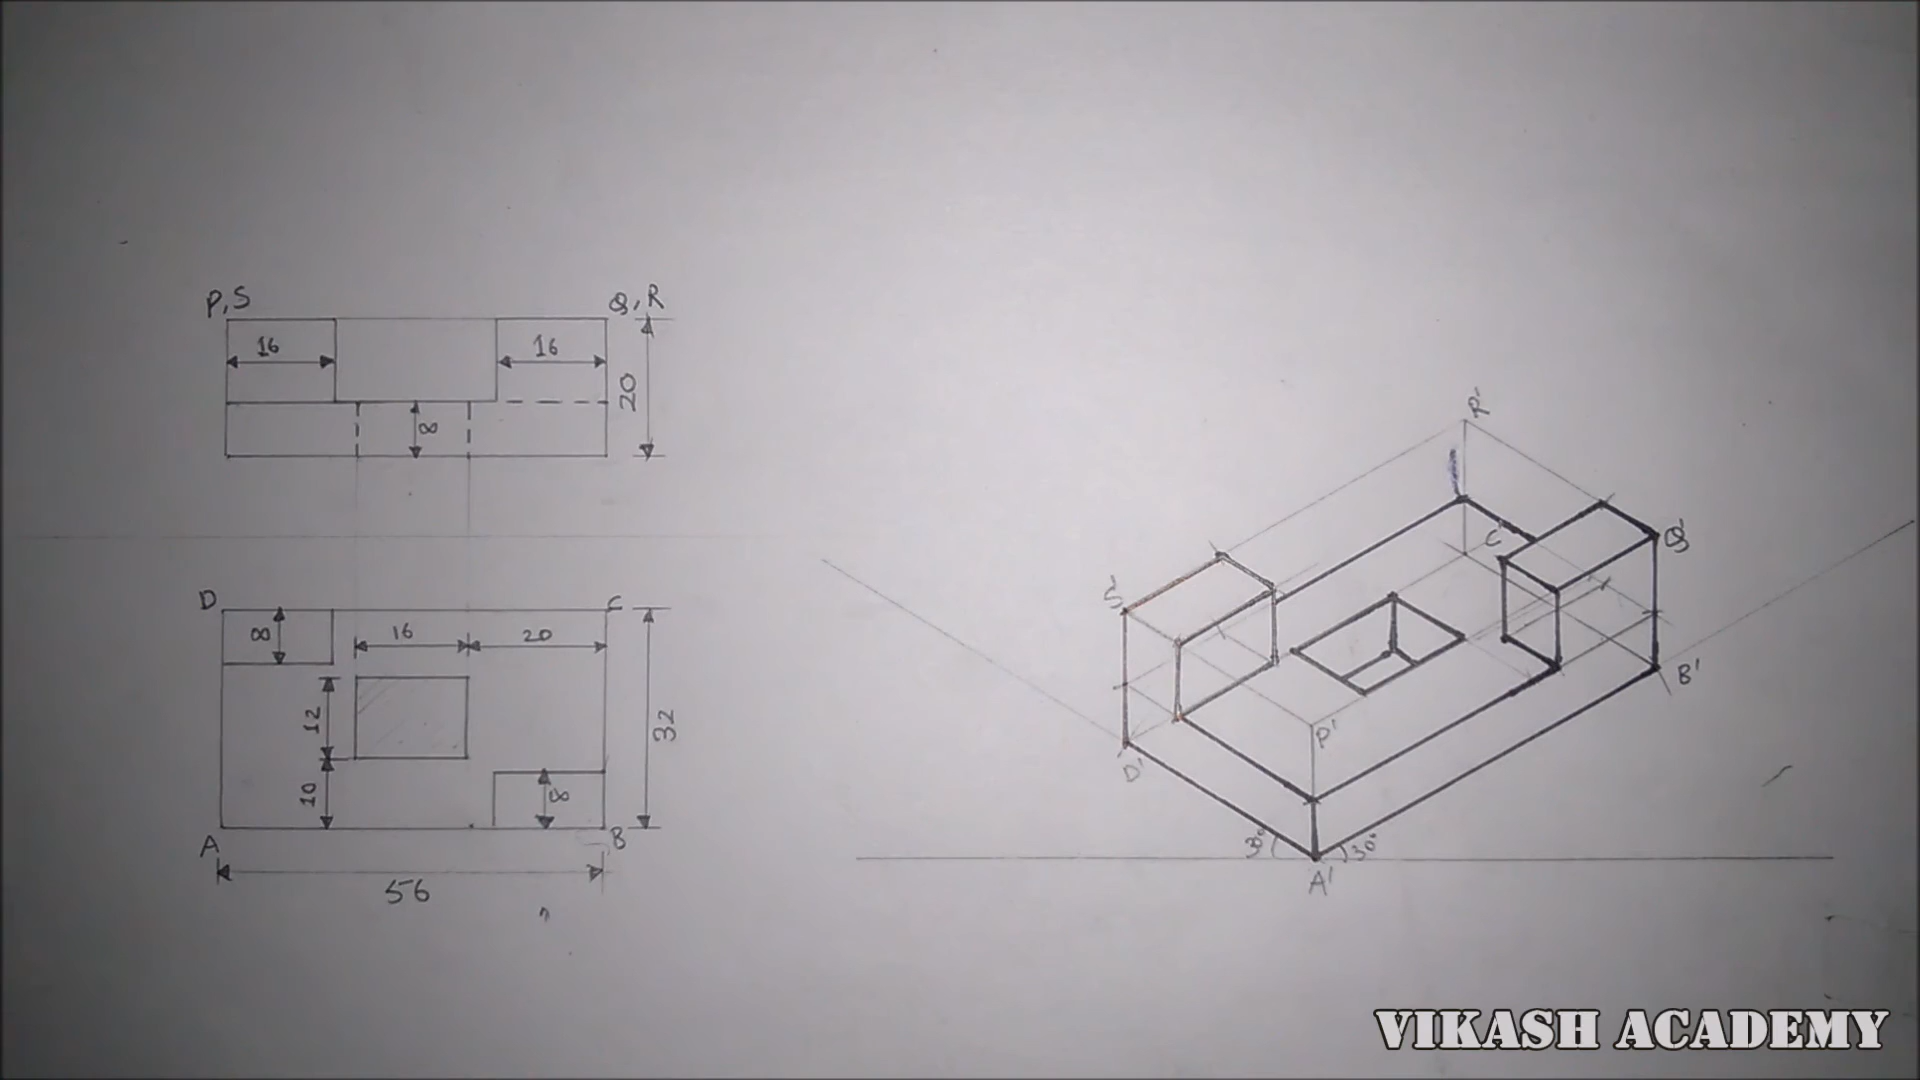 P,S
Q,R
16
16
20
8
D
C
8
16
20
12
32
10
8
A
B
56
R'
C'
Q'
S'
B'
P'
D'
30°
30°
A'
VIKASH ACADEMY